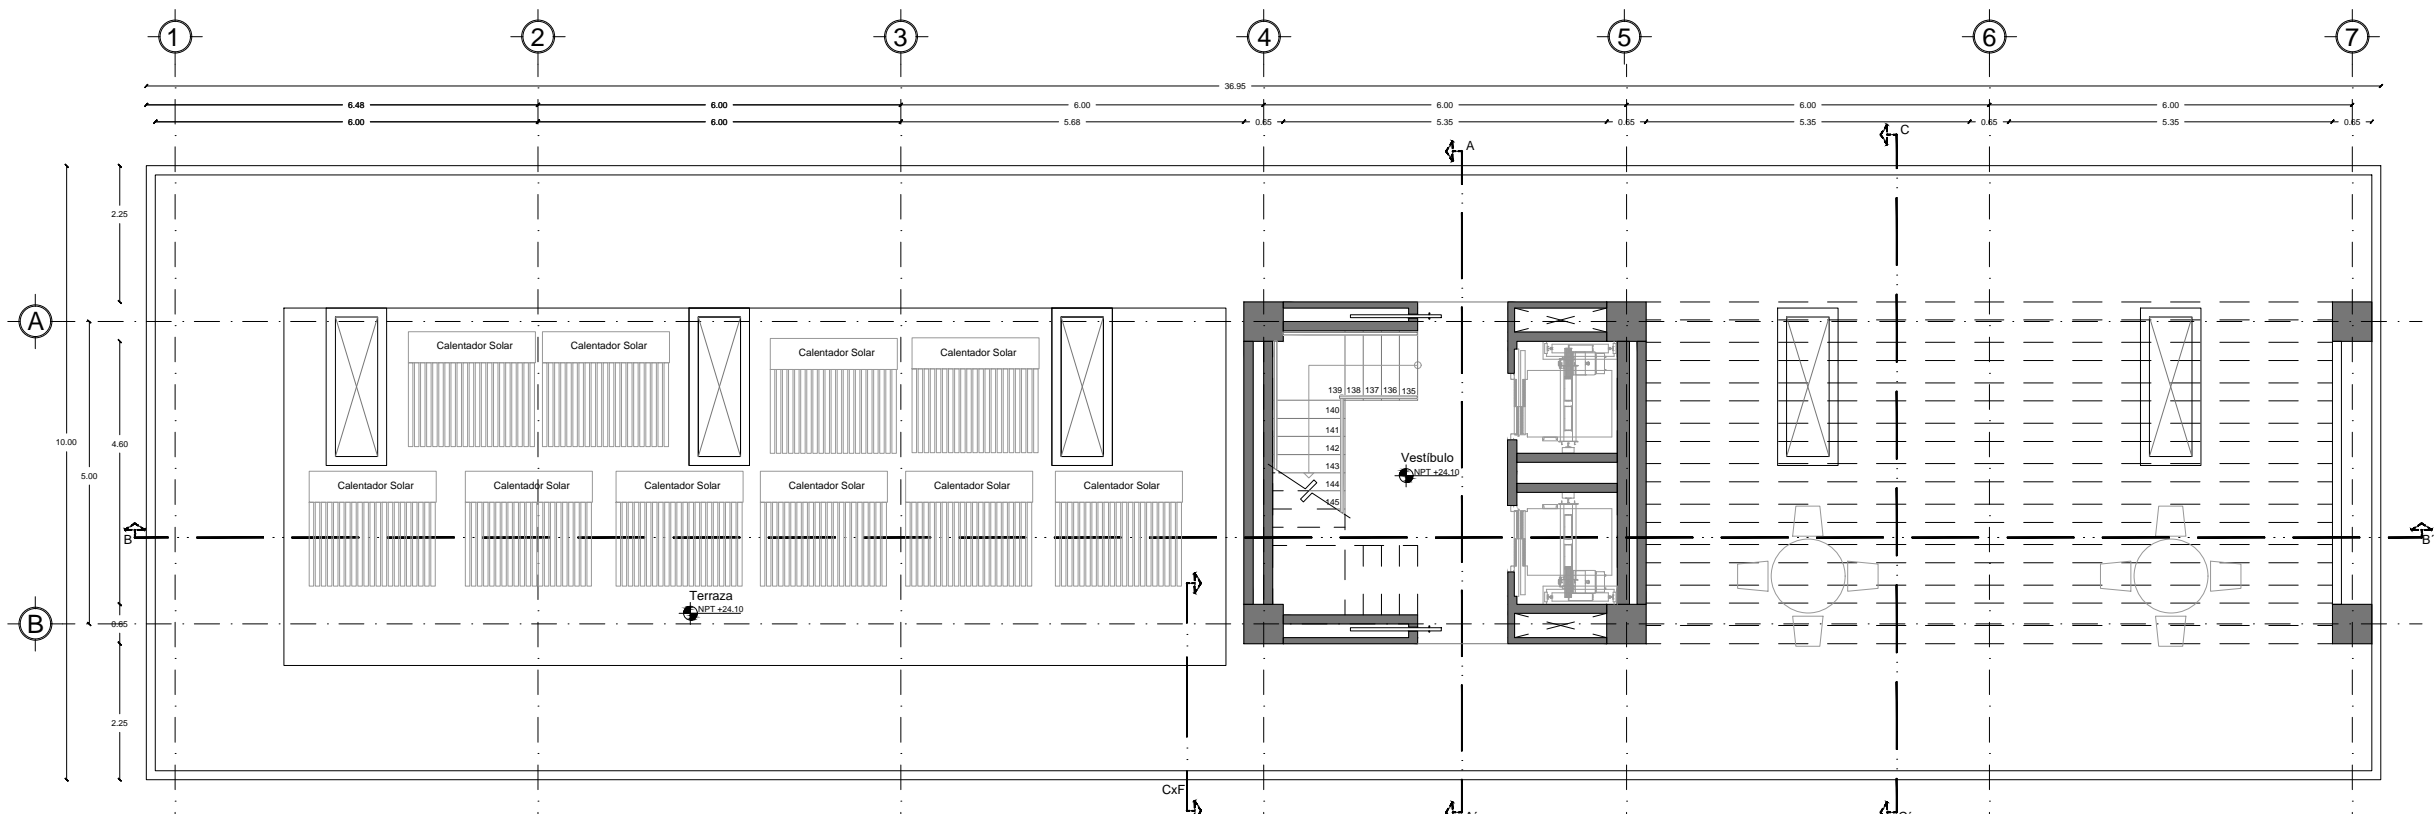 1 2 3 4 5 6 7
36.95
6.48 6.00 6.00 6.00 6.00 6.00
6.00 6.00 5.68 0.65 5.35 0.65 5.35 0.65 5.35 0.65
C
A
2.25
A
Calentador Solar Calentador Solar Calentador Solar Calentador Solar
139 138 137 136 135
140
141
10.00 4.60
142
Vestíbulo
143
NPT +24.10
5.00
144
Calentador Solar Calentador Solar Calentador Solar Calentador Solar Calentador Solar Calentador Solar
145
B B´
Terraza
NPT +24.10
B 0.65
2.25
CxF